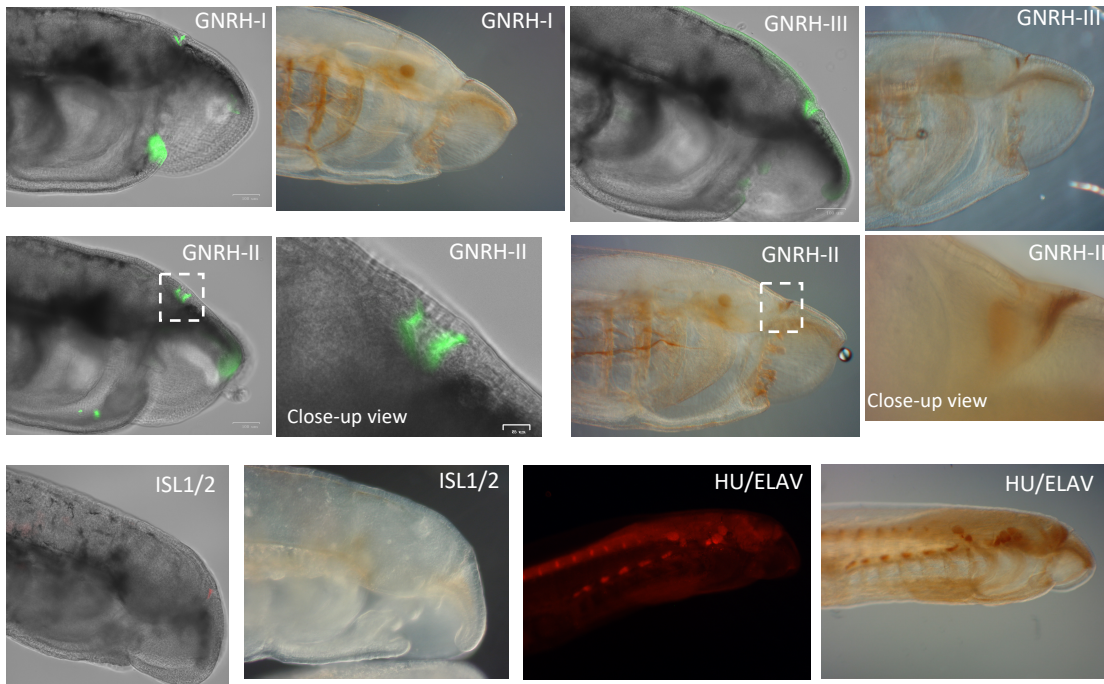 GNRH-I
GNRH-I
GNRH-III
GNRH-III
GNRH-II
GNRH-II
Close-up view
GNRH-II
GNRH-II
Close-up view
ISL1/2
ISL1/2
HU/ELAV
HU/ELAV